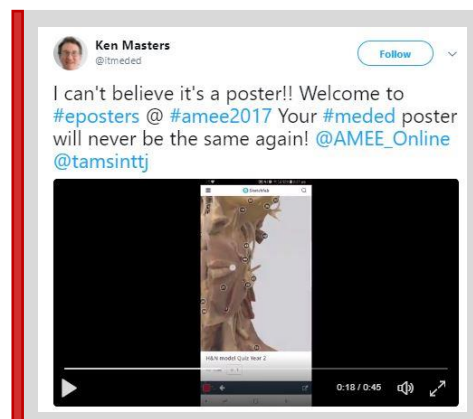 Ken Masters
@itmeded
Follow
I can't believe it's a poster!! Welcome to
#eposters @ #amee2017 Your #meded poster
will never be the same again! @AMEE_Online
@tamsinttj
Sketchfab
H&N model Quiz Year 2
0:18 / 0:45